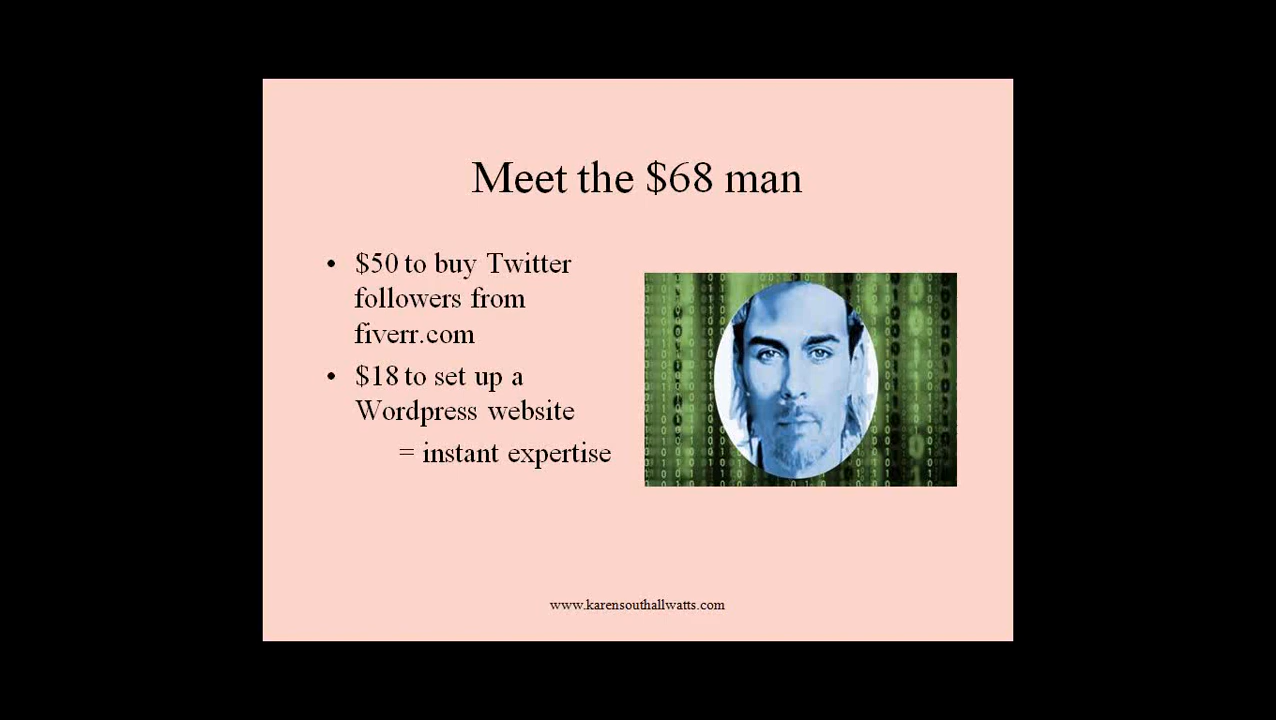 Meet the $68 man
• $50 to buy Twitter
followers from
fiverr.com
• $18 to set up a
Wordpress website
= instant expertise
www.karensouthallwatts.com